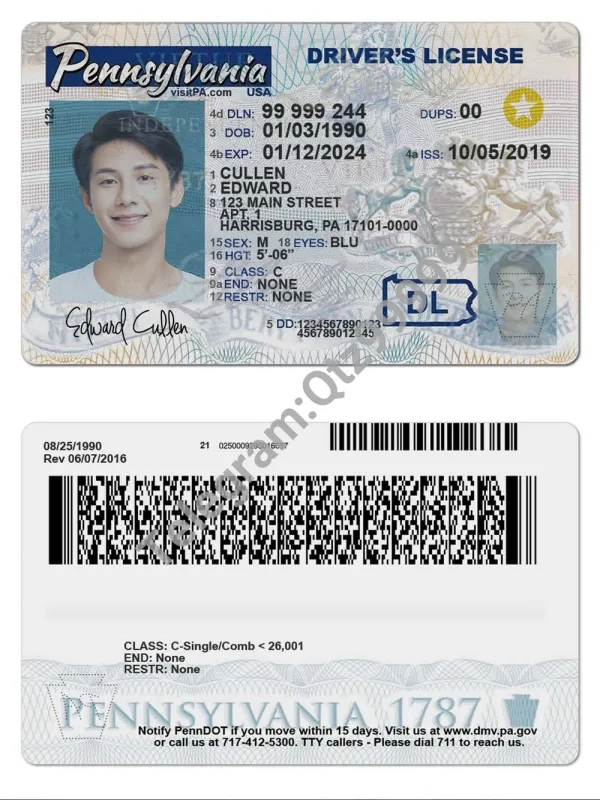 Pennsylvania
visitPA.com USA
DRIVER'S LICENSE
123
4d DLN: 99 999 244 DUPS: 00
3 DOB: 01/03/1990
4b EXP: 01/12/2024 4a ISS: 10/05/2019
1 CULLEN
2 EDWARD
8 123 MAIN STREET
APT. 1
HARRISBURG, PA 17101-0000
15 SEX: M 18 EYES: BLU
16 HGT: 5'-06"
9 CLASS: C
9a END: NONE
12 RESTR: NONE
DL
Edward Cullen
5 DD:
456789012345
08/25/1990
Rev 06/07/2016
21
CLASS: C-Single/Comb < 26,001
END: None
RESTR: None
PENNSYLVANIA 1787
Notify PennDOT if you move within 15 days. Visit us at www.dmv.pa.gov
or call us at 717-412-5300. TTY callers - Please dial 711 to reach us.